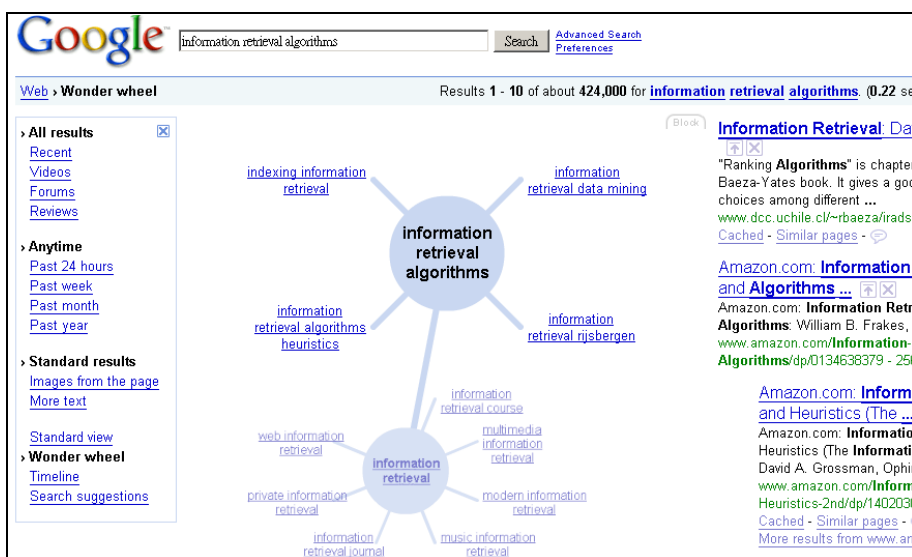 Google
information retrieval algorithms
Search
Advanced Search
Preferences
Web › Wonder wheel
Results 1 - 10 of about 424,000 for information retrieval algorithms. (0.22 se
› All results
Recent
Videos
Forums
Reviews
› Anytime
Past 24 hours
Past week
Past month
Past year
› Standard results
Images from the page
More text
Standard view
› Wonder wheel
Timeline
Search suggestions
indexing information
retrieval
information
retrieval data mining
information
retrieval
algorithms
information
retrieval algorithms
heuristics
information
retrieval rijsbergen
information
retrieval course
web information
retrieval
multimedia
information
retrieval
information
retrieval
private information
retrieval
modern information
retrieval
information
retrieval journal
music information
retrieval
Block
Information Retrieval: Da
"Ranking Algorithms" is chapte
Baeza-Yates book. It gives a goo
choices among different ...
www.dcc.uchile.cl/~rbaeza/irads
Cached - Similar pages -
Amazon.com: Information
and Algorithms ...
Amazon.com: Information Retr
Algorithms: William B. Frakes,
www.amazon.com/Information-
Algorithms/dp/0134638379 - 25
Amazon.com: Inform
and Heuristics (The ...
Amazon.com: Informatio
Heuristics (The Informati
David A. Grossman, Ophi
www.amazon.com/Inform
Heuristics-2nd/dp/140203
Cached - Similar pages -
More results from www.am